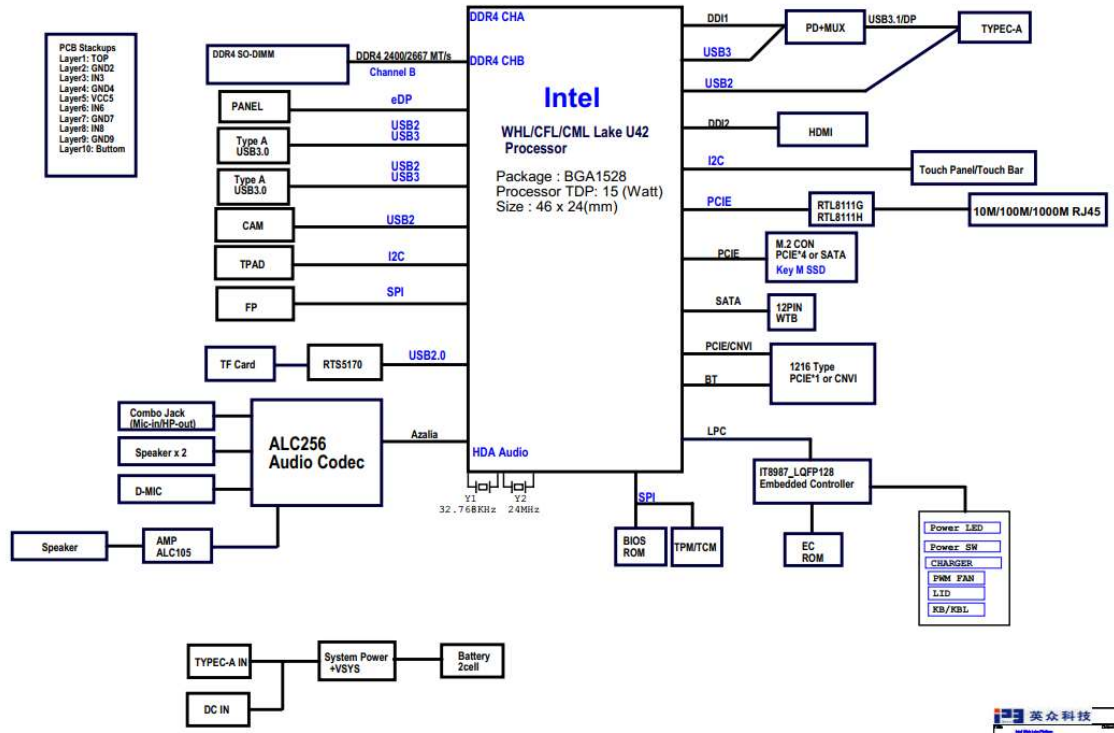 PCB Stackups
Layer1: TOP
Layer2: GND2
Layer3: IN3
Layer4: GND4
Layer5: VCC5
Layer6: IN6
Layer7: GND7
Layer8: IN8
Layer9: GND9
Layer10: Buttom
DDR4 SO-DIMM
DDR4 2400/2667 MT/s
Channel B
PANEL
eDP
Type A
USB3.0
USB2
USB3
Type A
USB3.0
USB2
USB3
CAM
USB2
TPAD
I2C
FP
SPI
TF Card
RTS5170
USB2.0
Combo Jack
(Mic-in/HP-out)
Speaker x 2
D-MIC
ALC256
Audio Codec
Azalia
Speaker
AMP
ALC105
DDR4 CHA
DDR4 CHB
Intel
WHL/CFL/CML Lake U42
Processor
Package : BGA1528
Processor TDP: 15 (Watt)
Size : 46 x 24(mm)
HDA Audio
Y1
32.768KHz
Y2
24MHz
DDI1
USB3
USB2
PD+MUX
USB3.1/DP
TYPEC-A
DDI2
HDMI
I2C
Touch Panel/Touch Bar
PCIE
RTL8111G
RTL8111H
10M/100M/1000M RJ45
PCIE
M.2 CON
PCIE*4 or SATA
Key M SSD
SATA
12PIN
WTB
PCIE/CNVI
BT
1216 Type
PCIE*1 or CNVI
LPC
IT8987_LQFP128
Embedded Controller
SPI
BIOS
ROM
TPM/TCM
EC
ROM
Power LED
Power SW
CHARGER
PWM FAN
LID
KB/KBL
TYPEC-A IN
DC IN
System Power
+VSYS
Battery
2cell
英众科技